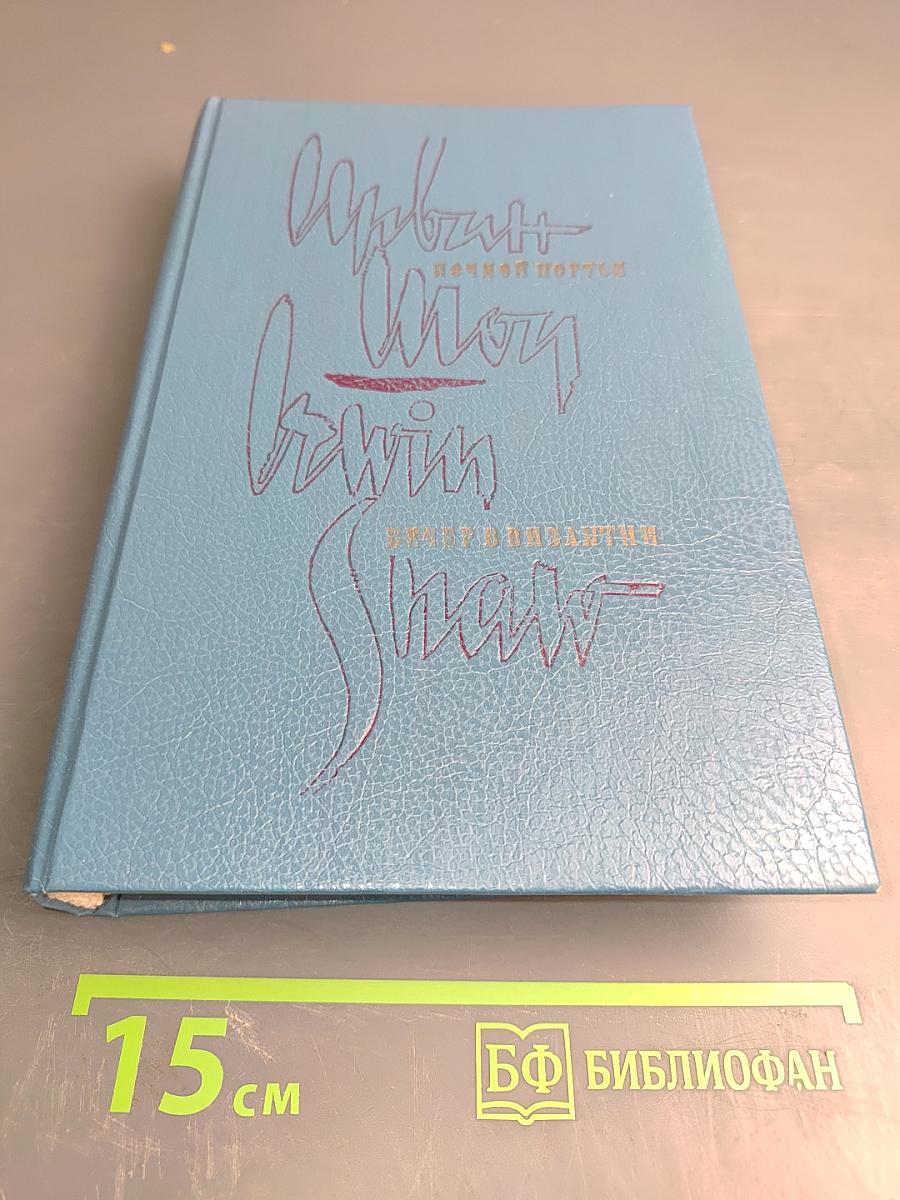 Ирвин
НОЧНОЙ ПОРТЬЕ
Шоу
Irwin
ВЕЧЕР В ВИЗАНТИИ
Shaw
15 см
БФ БИБЛИОФАН